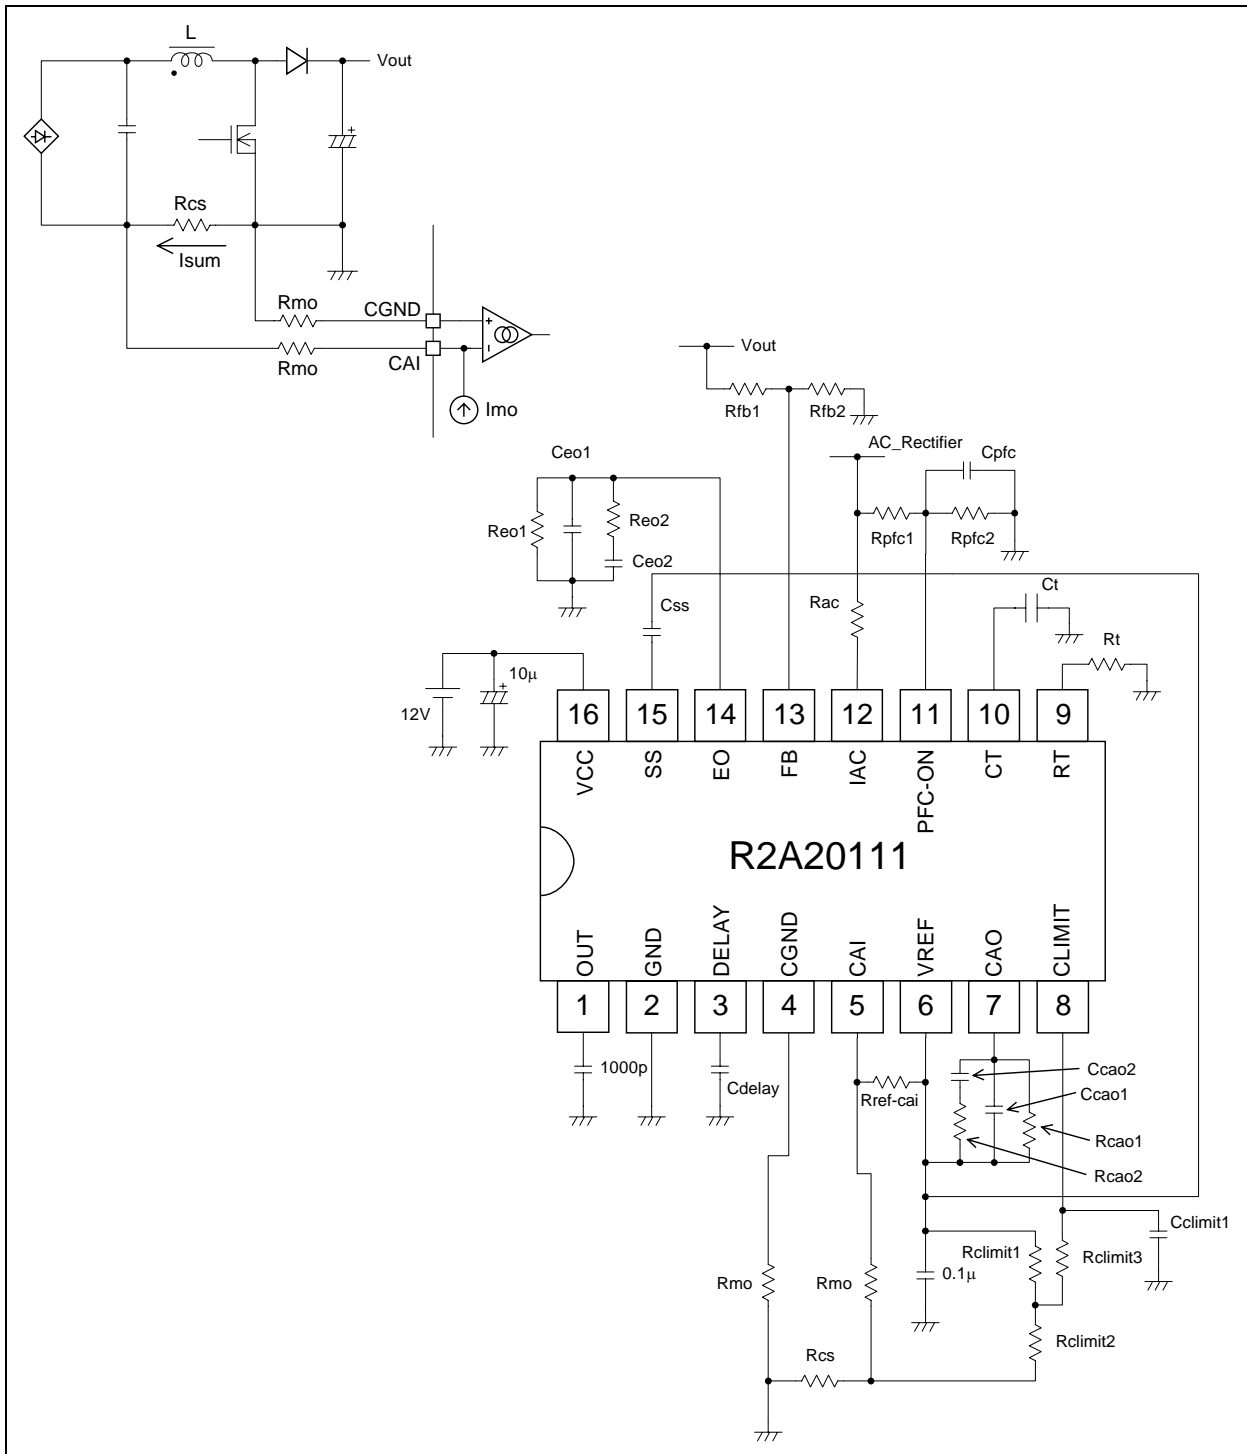 L
Vout
Rcs
Isum
Rmo
CGND
+
-
Rmo
CAI
Imo
Vout
Rfb1
Rfb2
AC_Rectifier
Cpfc
Ceo1
Reo1
Reo2
Ceo2
Rpfc1
Rpfc2
Css
Rac
Ct
Rt
10μ
+
12V
16
15
14
13
12
11
10
9
VCC
SS
EO
FB
IAC
PFC-ON
CT
RT
R2A20111
OUT
GND
DELAY
CGND
CAI
VREF
CAO
CLIMIT
1
2
3
4
5
6
7
8
1000p
Cdelay
Rref-cai
Ccao2
Ccao1
Rcao1
Rcao2
Cclimit1
Rclimit1
Rclimit3
Rmo
Rmo
0.1μ
Rclimit2
Rcs